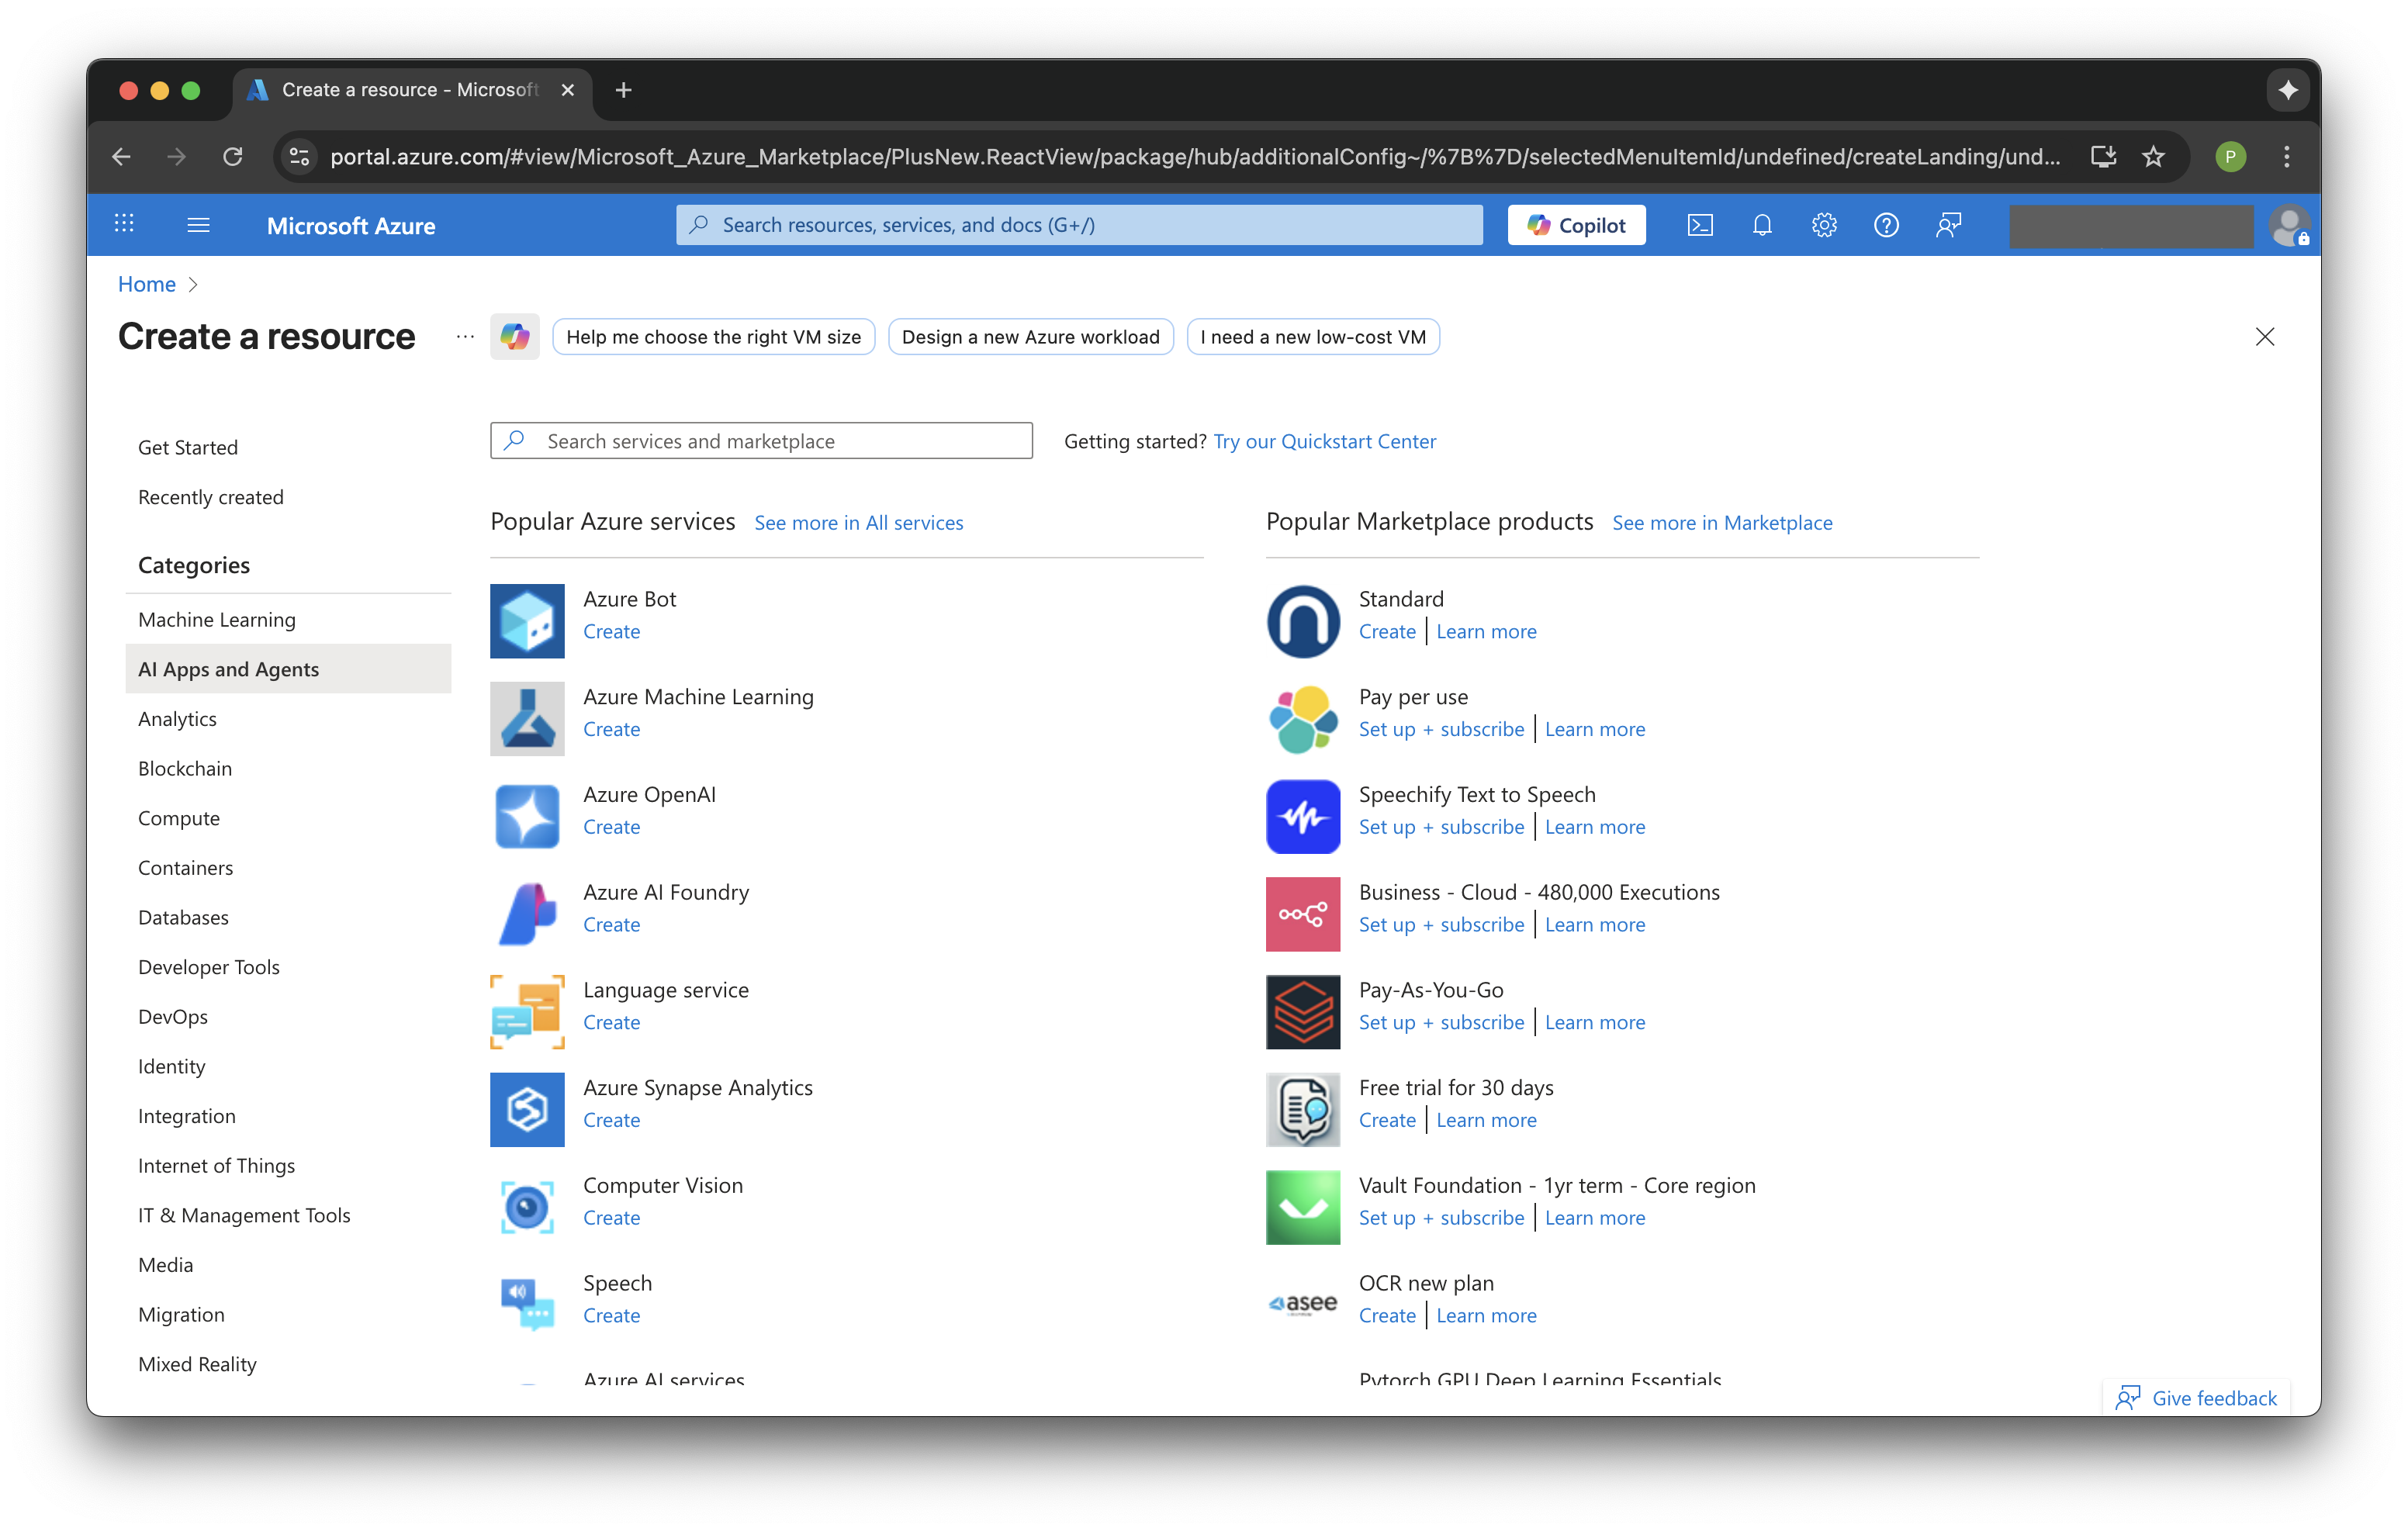 Create a resource - Microsoft
portal.azure.com/#view/Microsoft_Azure_Marketplace/PlusNew.ReactView/package/hub/additionalConfig~/%7B%7D/selectedMenuItemId/undefined/createLanding/und...
P
Microsoft Azure
Search resources, services, and docs (G+/)
Copilot
Home
Create a resource
...
Help me choose the right VM size
Design a new Azure workload
I need a new low-cost VM
Get Started
Recently created
Categories
Machine Learning
AI Apps and Agents
Analytics
Blockchain
Compute
Containers
Databases
Developer Tools
DevOps
Identity
Integration
Internet of Things
IT & Management Tools
Media
Migration
Mixed Reality
Search services and marketplace
Getting started? Try our Quickstart Center
Popular Azure services See more in All services
Azure Bot
Create
Azure Machine Learning
Create
Azure OpenAI
Create
Azure AI Foundry
Create
Language service
Create
Azure Synapse Analytics
Create
Computer Vision
Create
Speech
Create
Azure AI services
Popular Marketplace products See more in Marketplace
Standard
Create | Learn more
Pay per use
Set up + subscribe | Learn more
Speechify Text to Speech
Set up + subscribe | Learn more
Business - Cloud - 480,000 Executions
Set up + subscribe | Learn more
Pay-As-You-Go
Set up + subscribe | Learn more
Free trial for 30 days
Create | Learn more
Vault Foundation - 1yr term - Core region
Set up + subscribe | Learn more
asee
OCR new plan
Create | Learn more
Pytorch GPU Deep Learning Essentials
Give feedback